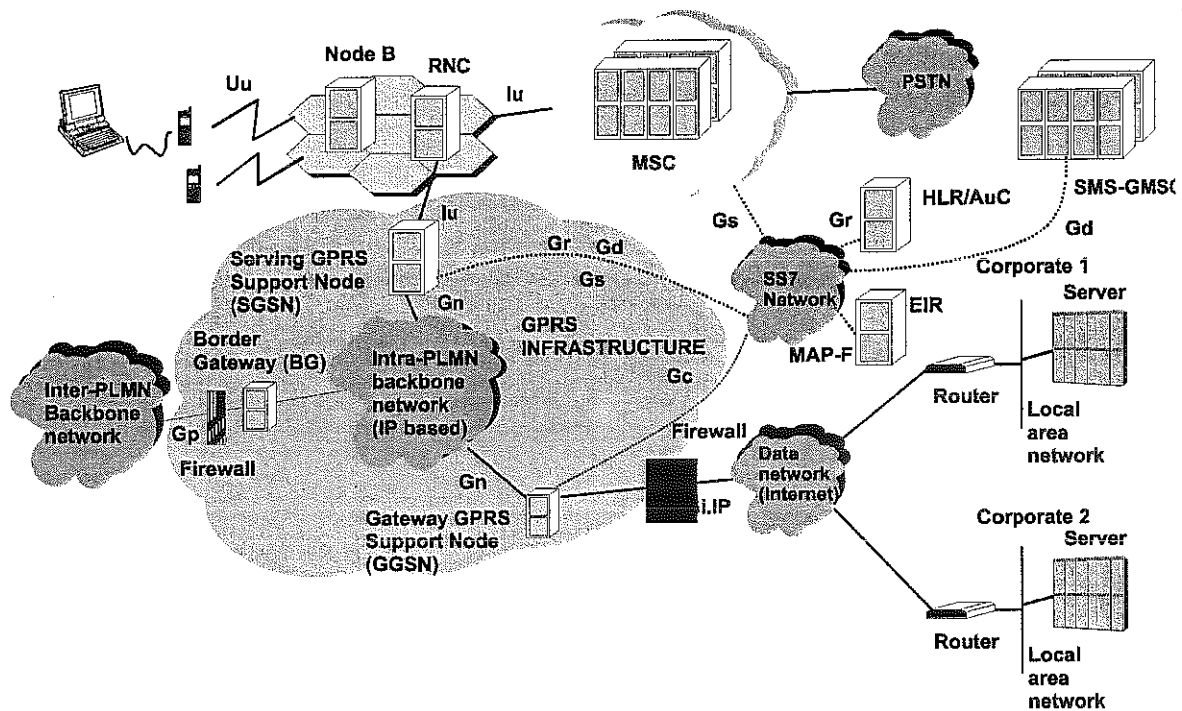 Node B
RNC
Uu
Iu
MSC
PSTN
SMS-GMSC
Iu
Gs
Gr
HLR/AuC
Gd
Serving GPRS
Support Node
(SGSN)
Gr
Gd
Gs
Gn
SS7
Network
EIR
MAP-F
Corporate 1
Server
Router
Local
area
network
GPRS
INFRASTRUCTURE
Gc
Border
Gateway (BG)
Intra-PLMN
backbone
network
(IP based)
Inter-PLMN
Backbone
network
Gp
Firewall
Gn
Firewall
i.IP
Data
network
(Internet)
Gateway GPRS
Support Node
(GGSN)
Corporate 2
Server
Router
Local
area
network